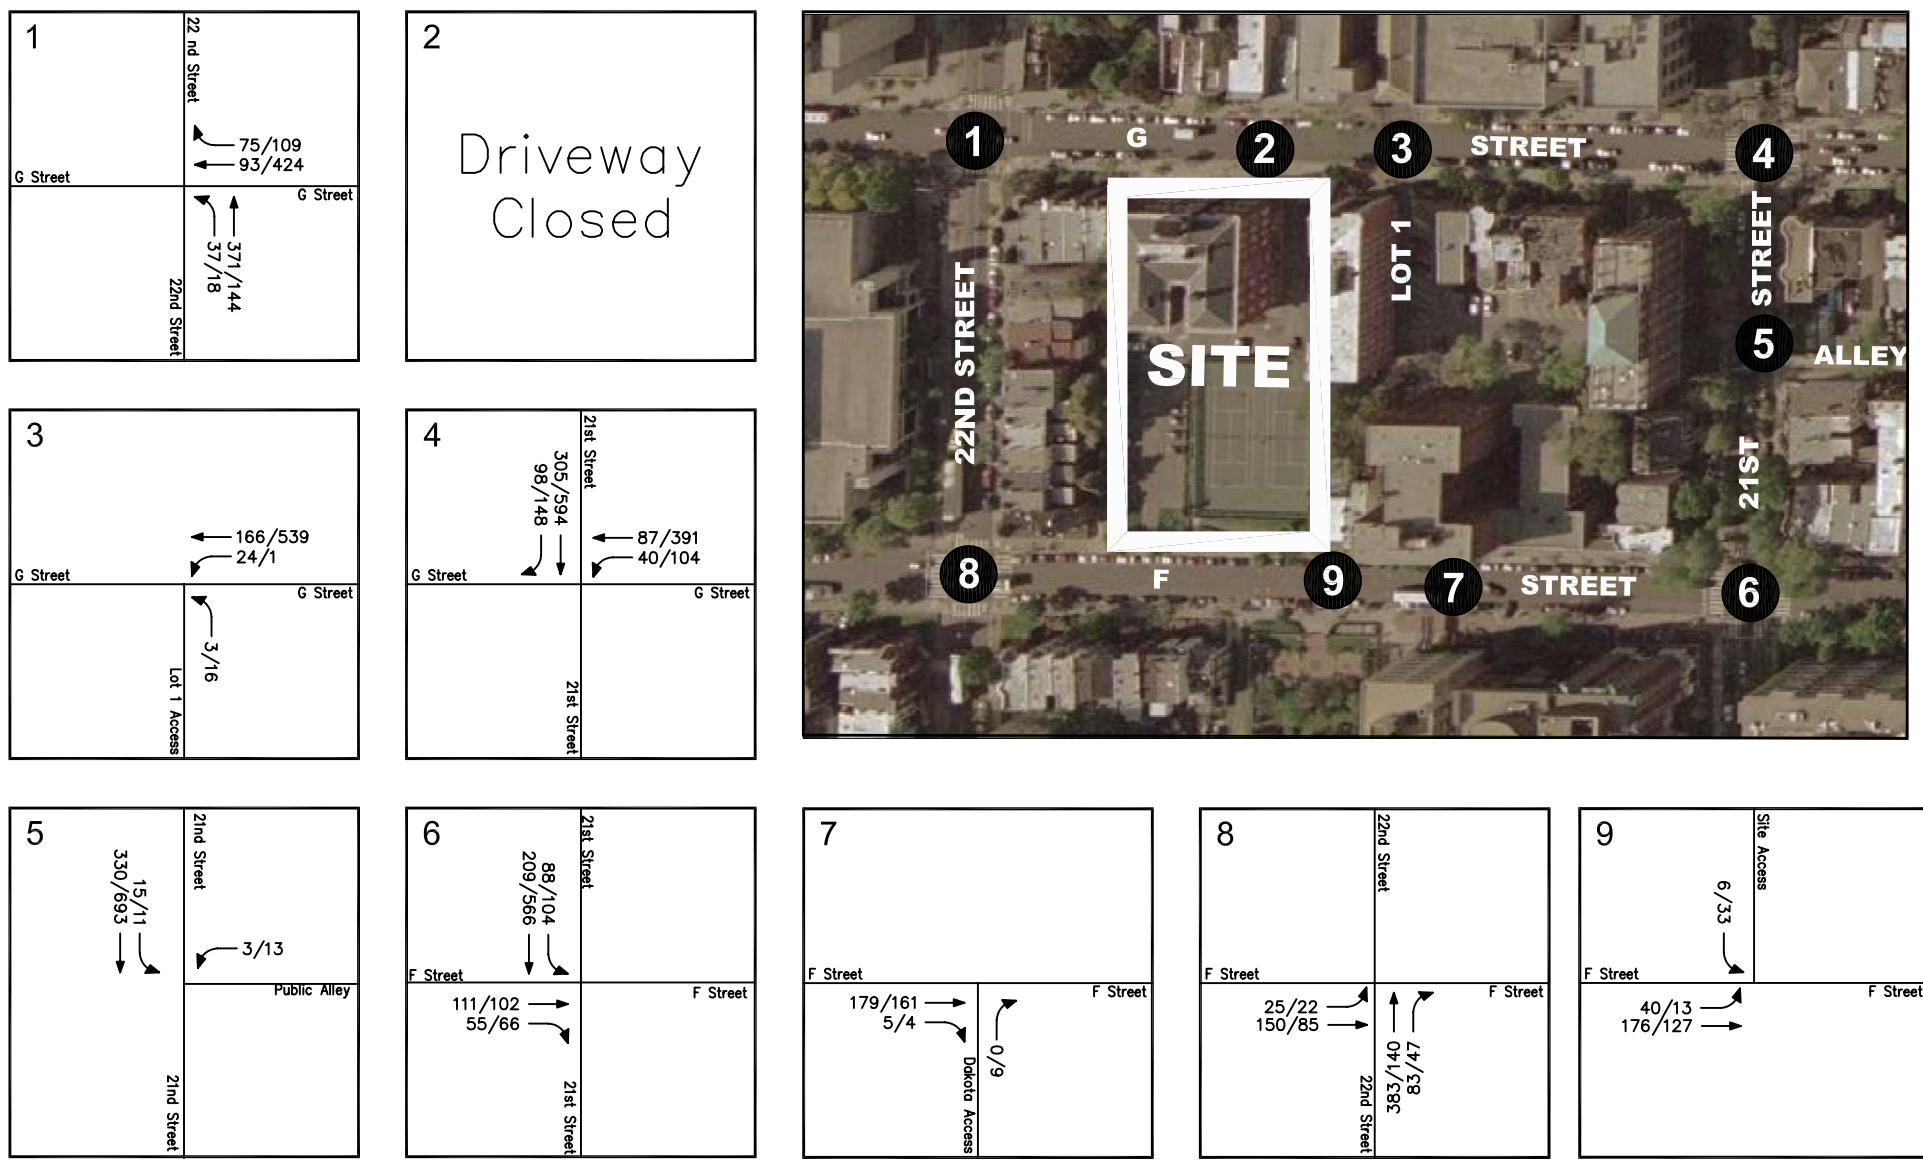 1
22 nd Street
75/109
93/424
G Street
G Street
37/18
371/144
22nd Street
2
Driveway
Closed
1
G
2
3
STREET
4
22ND STREET
SITE
LOT 1
STREET
5
ALLEY
21ST
8
F
9
7
STREET
6
3
166/539
24/1
G Street
G Street
3/16
Lot 1 Access
4
21st Street
98/148
305/594
87/391
40/104
G Street
G Street
21st Street
5
21nd Street
330/693
15/11
3/13
Public Alley
21nd Street
6
21st Street
209/566
88/104
F Street
F Street
111/102
55/66
21st Street
7
F Street
F Street
179/161
5/4
0/9
Dakota Access
8
22nd Street
F Street
F Street
25/22
150/85
383/140
83/47
22nd Street
9
Site Access
6/33
F Street
F Street
40/13
176/127